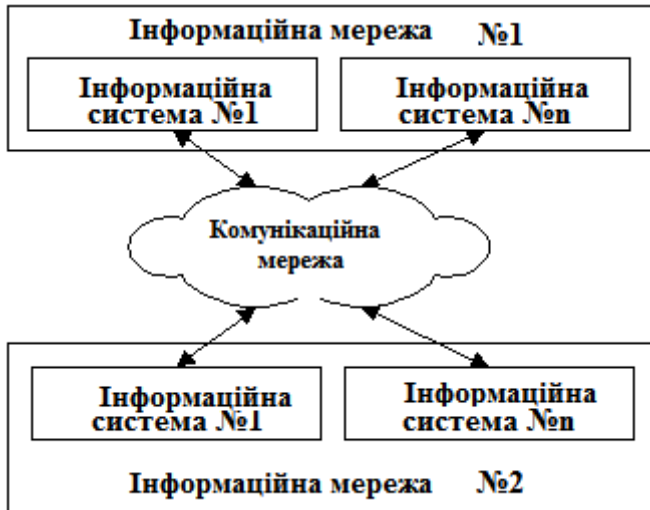 Інформаційна мережа №1
Інформаційна
система №1
Інформаційна
система №n
Комунікаційна
мережа
Інформаційна
система №1
Інформаційна
система №n
Інформаційна мережа №2